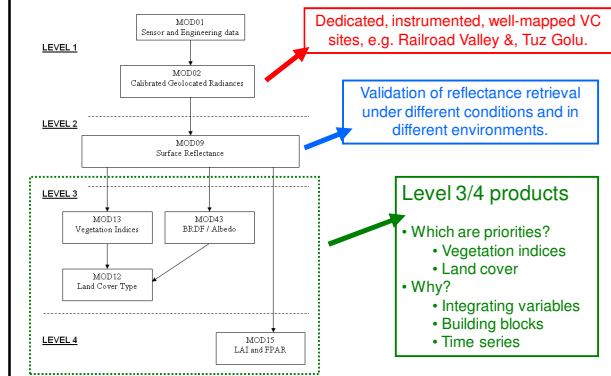 MOD01
Sensor and Engineering data
LEVEL 1
MOD02
Calibrated Geolocated Radiances
LEVEL 2
MOD09
Surface Reflectance
LEVEL 3
MOD13
Vegetation Indices
MOD43
BRDF / Albedo
MOD12
Land Cover Type
LEVEL 4
MOD15
LAI and FPAR
Dedicated, instrumented, well-mapped VC
sites, e.g. Railroad Valley &, Tuz Golu.
Validation of reflectance retrieval
under different conditions and in
different environments.
Level 3/4 products
• Which are priorities?
• Vegetation indices
• Land cover
• Why?
• Integrating variables
• Building blocks
• Time series